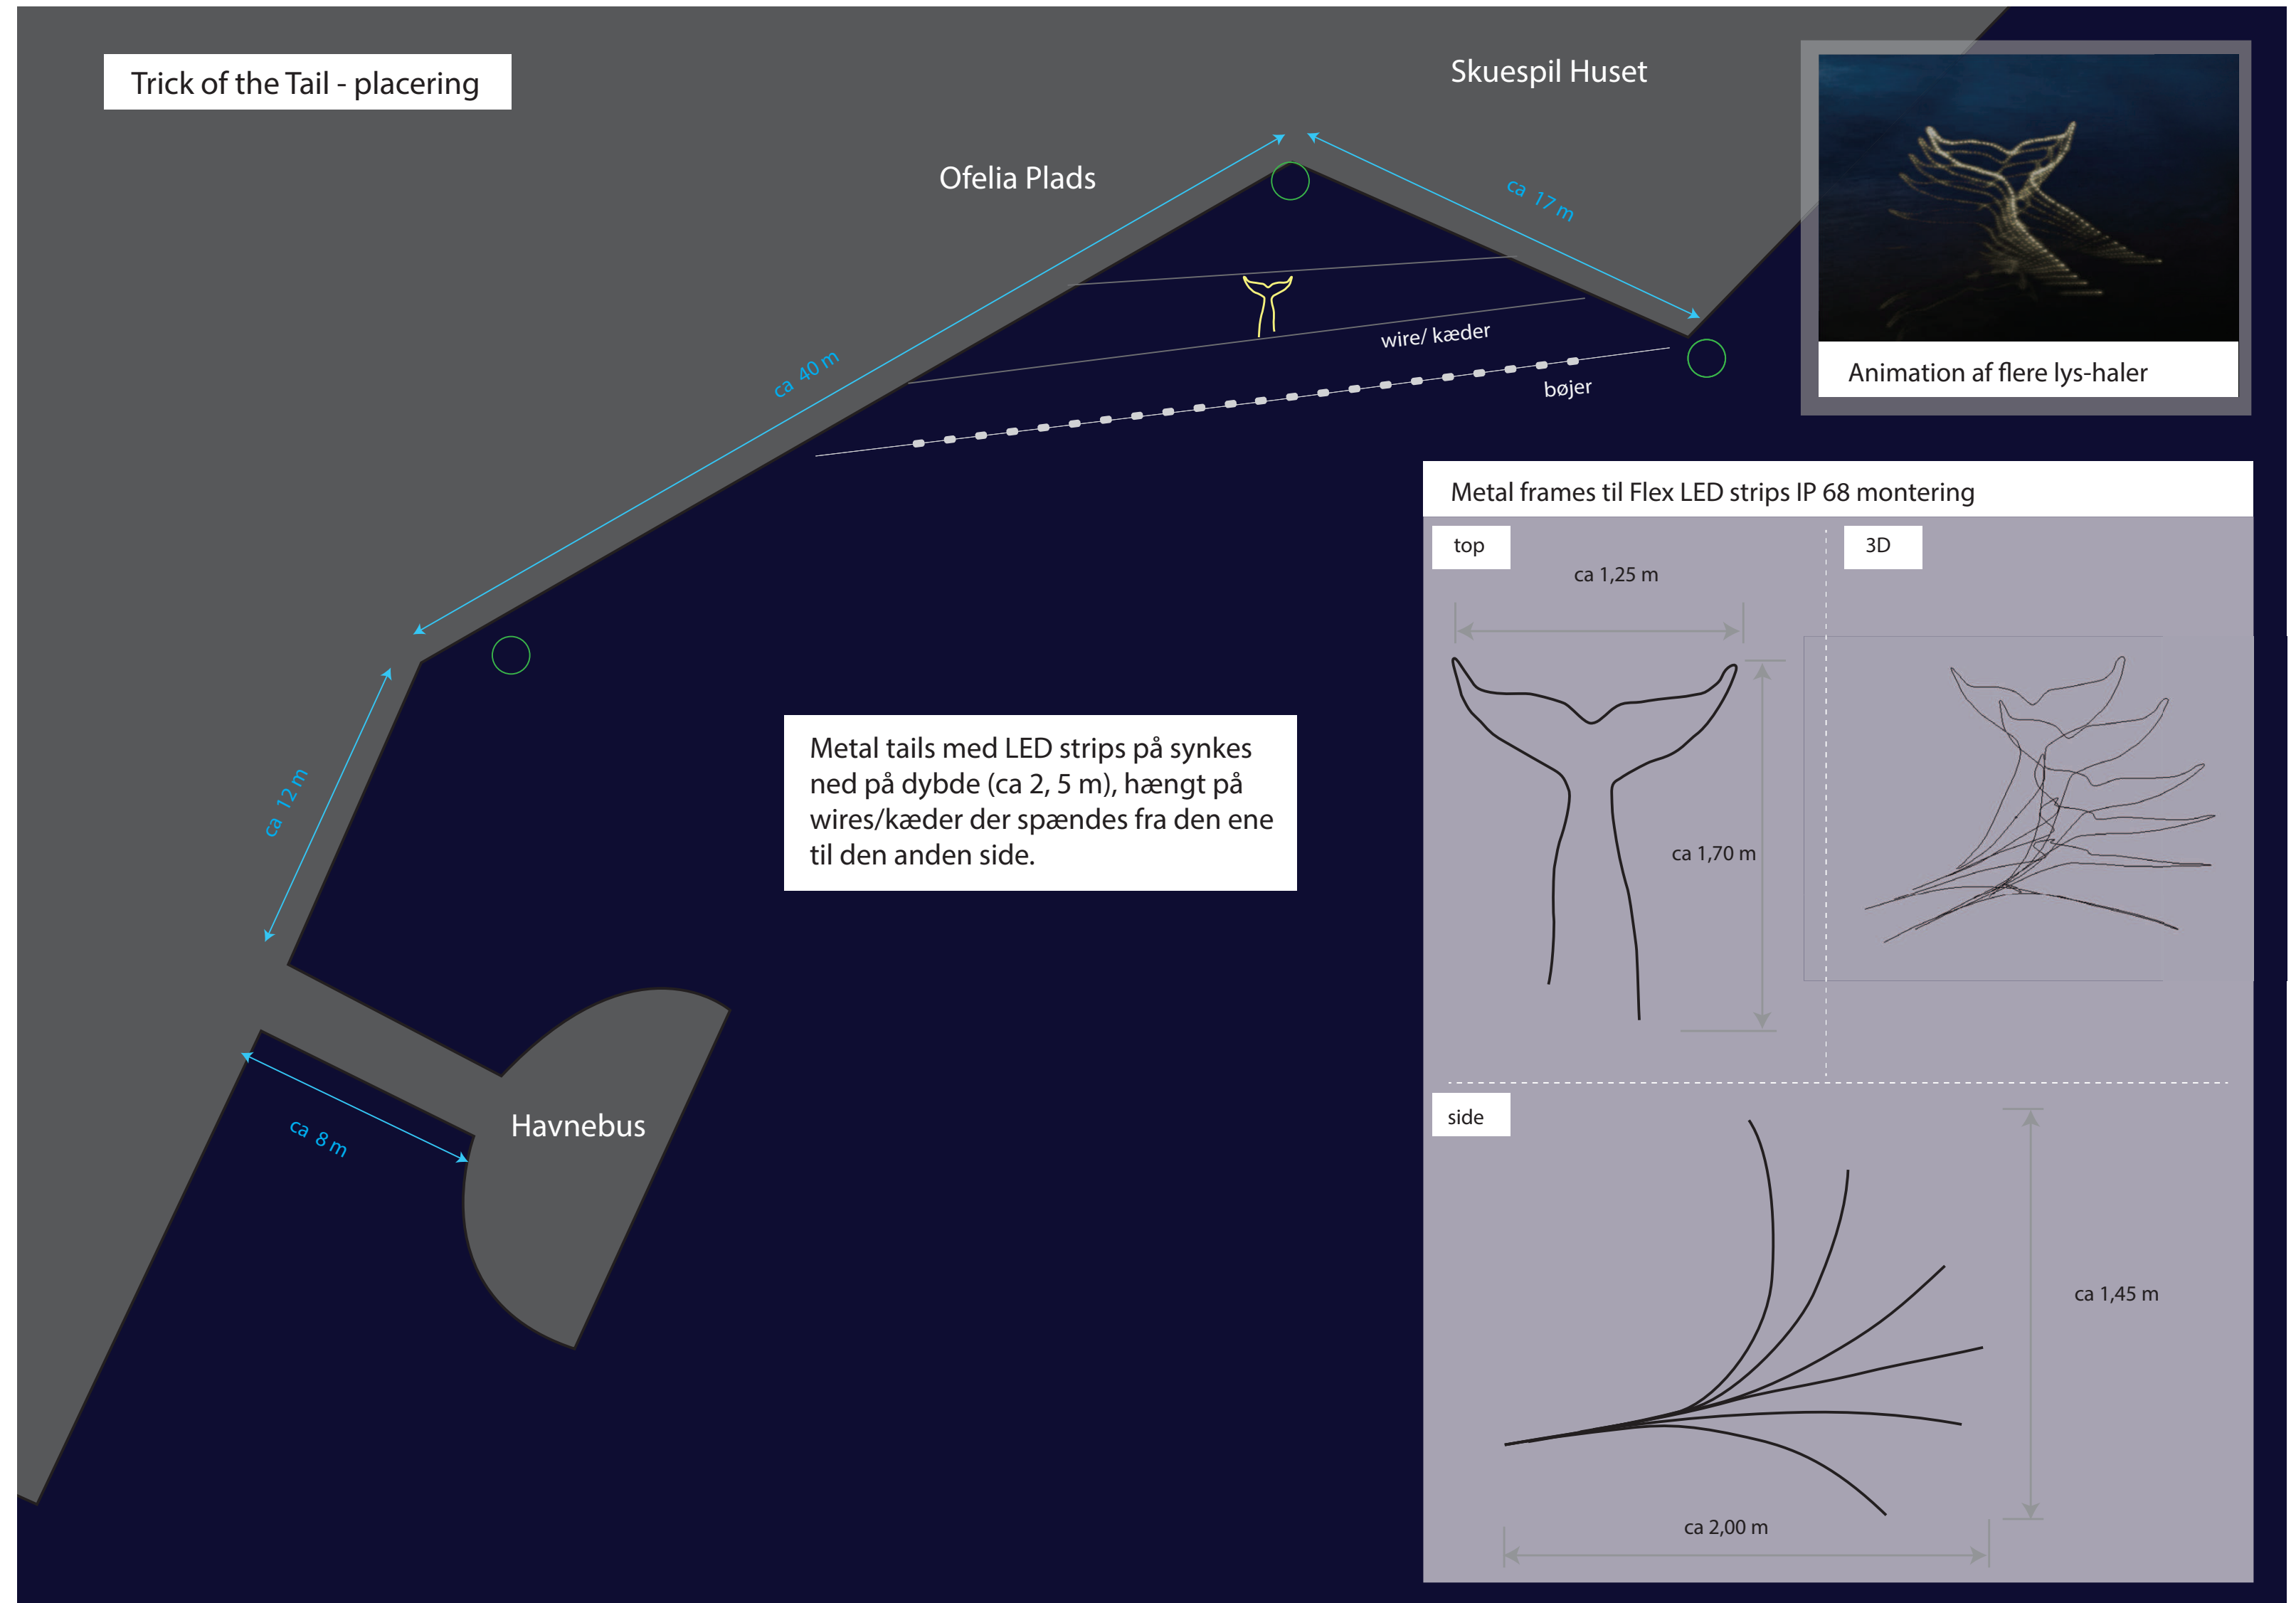 Trick of the Tail - placering
Skuespil Huset
Ofelia Plads
ca 17 m
ca 40 m
wire/ kæder
bøjer
Animation af flere lys-haler
Metal frames til Flex LED strips IP 68 montering
top
3D
ca 1,25 m
ca 1,70 m
Metal tails med LED strips på synkes
ned på dybde (ca 2, 5 m), hængt på
wires/kæder der spændes fra den ene
til den anden side.
ca 12 m
Havnebus
ca 8 m
side
ca 1,45 m
ca 2,00 m